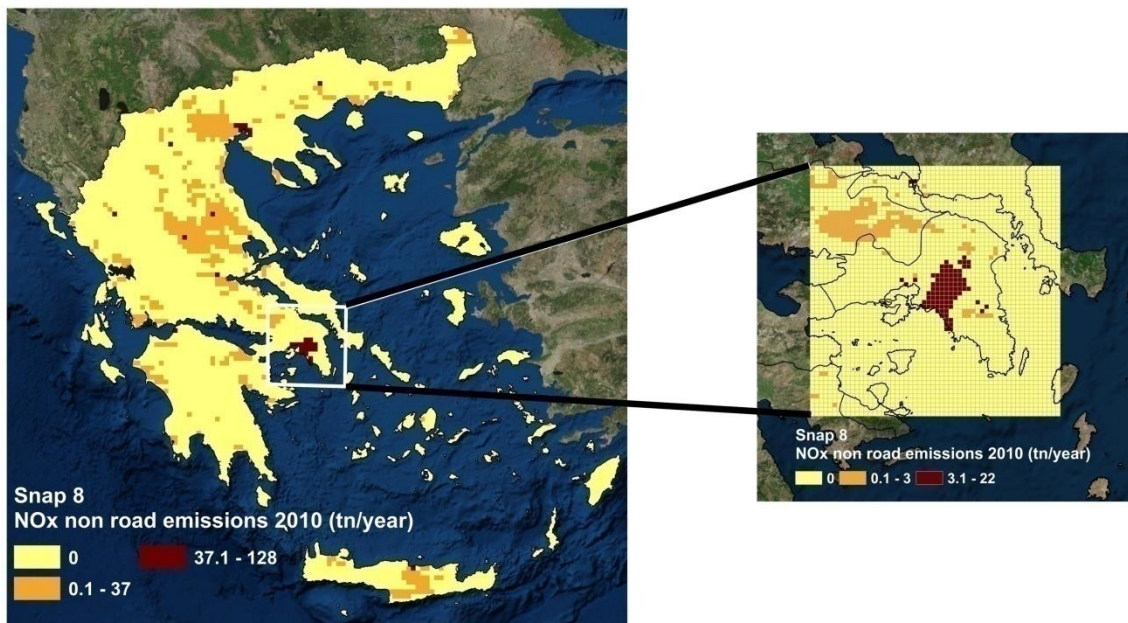 Snap 8
NOx non road emissions 2010 (tn/year)
0 37.1 - 128
0.1 - 37
Snap 8
NOx non road emissions 2010 (tn/year)
0 0.1 - 3 3.1 - 22